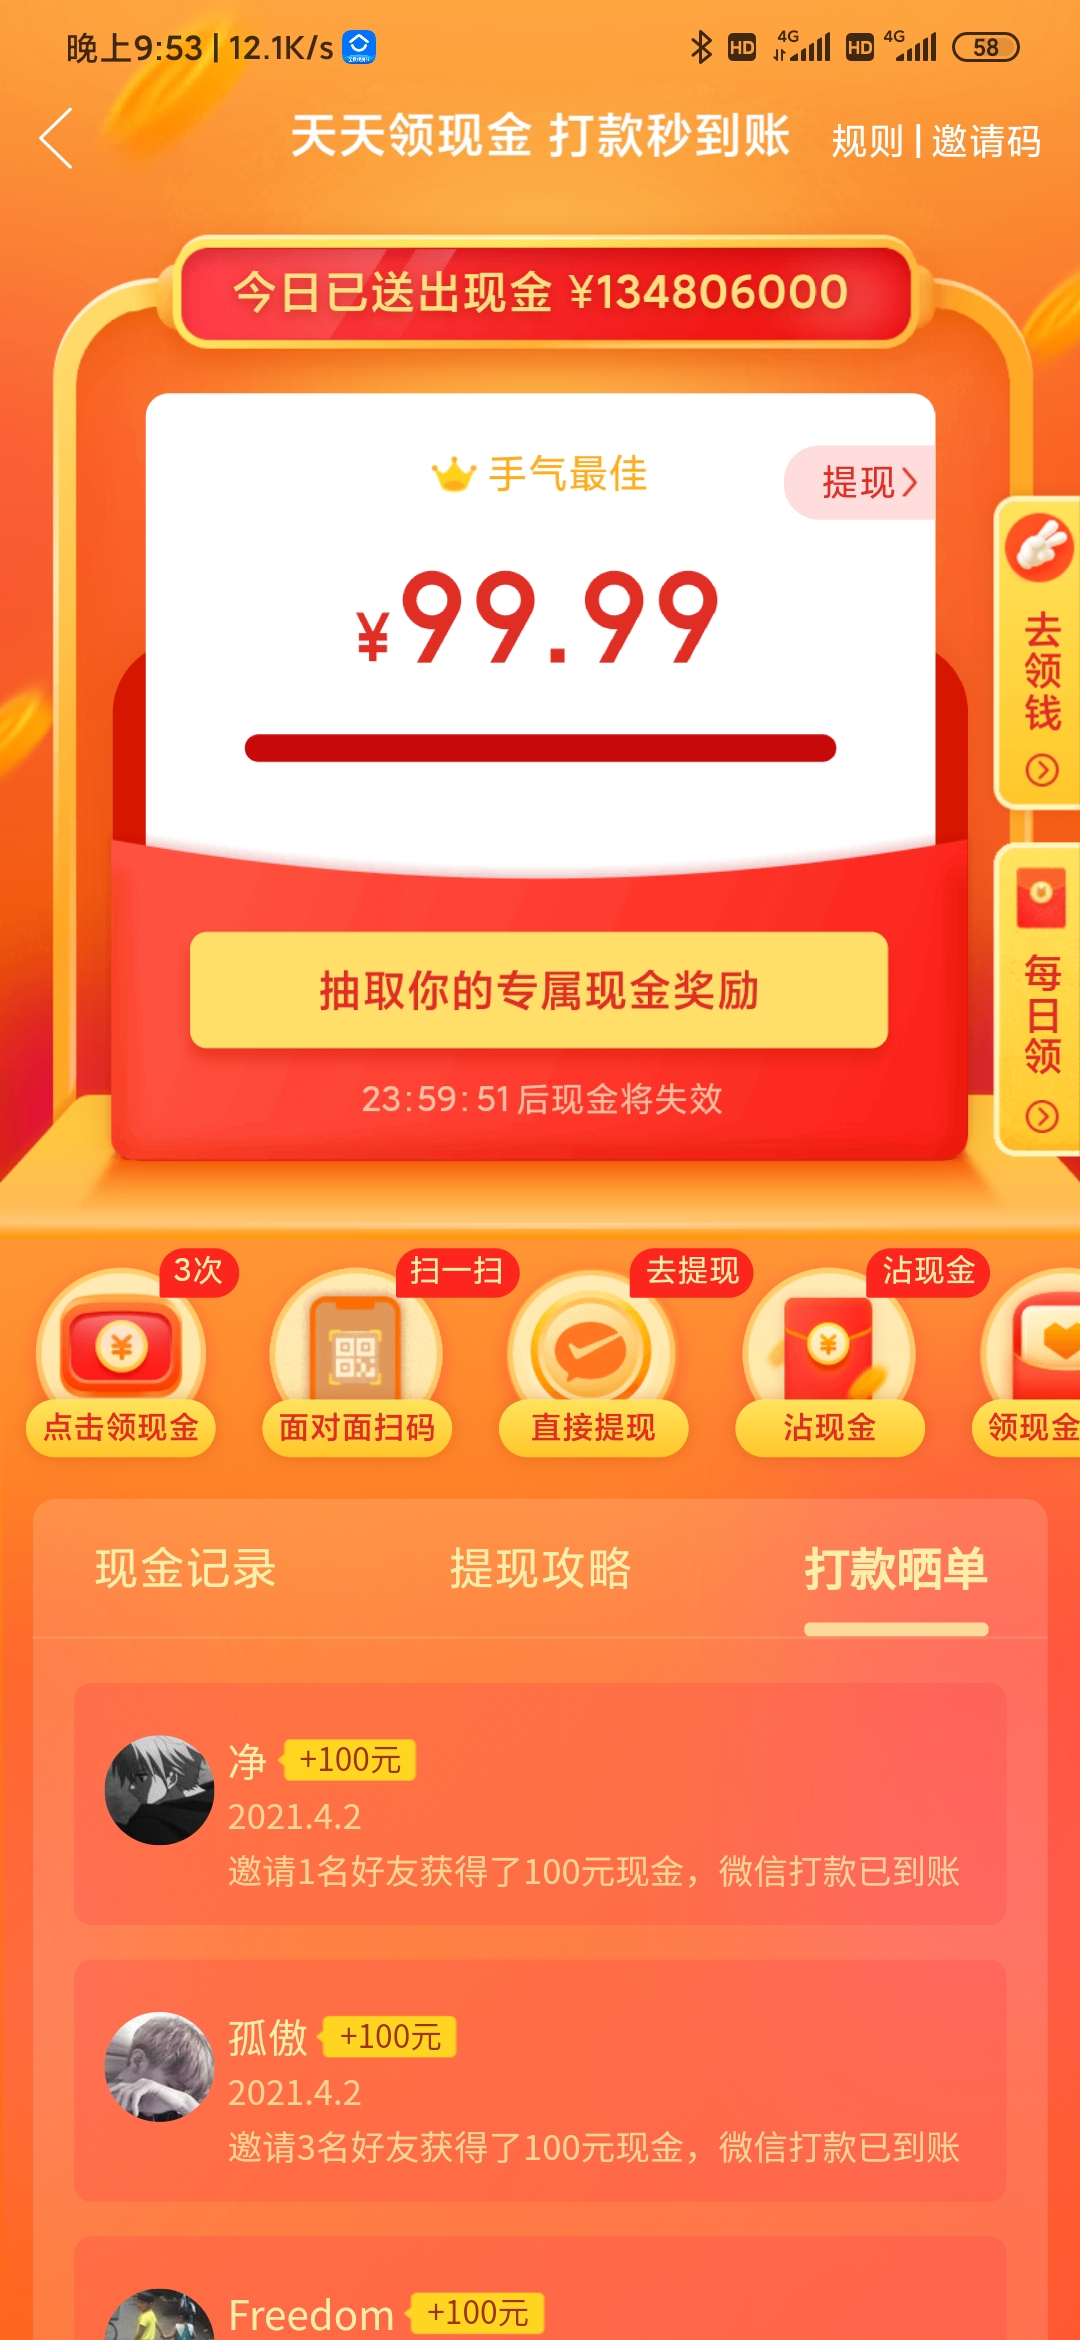 晚上9:53 | 12.1K/s
HD 4G HD 4G 58
天天领现金 打款秒到账
规则 | 邀请码
今日已送出现金 ¥134806000
手气最佳
提现
¥99.99
去领钱
抽取你的专属现金奖励
每日领
23:59:51后现金将失效
3次
扫一扫
去提现
沾现金
点击领现金
面对面扫码
直接提现
沾现金
领现金
现金记录
提现攻略
打款晒单
净 +100元
2021.4.2
邀请1名好友获得了100元现金，微信打款已到账
孤傲 +100元
2021.4.2
邀请3名好友获得了100元现金，微信打款已到账
Freedom +100元